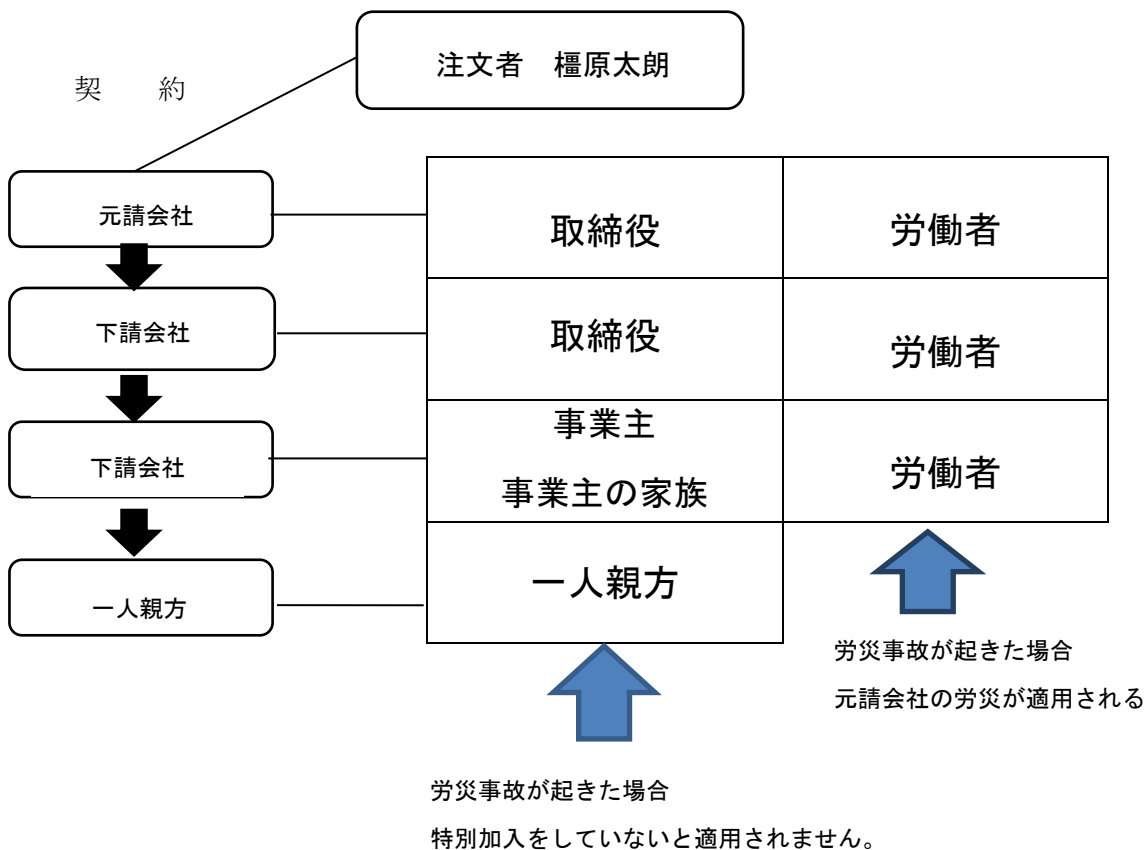 注文者　橿原太朗
契　約
元請会社
取締役
労働者
下請会社
取締役
労働者
下請会社
事業主
事業主の家族
労働者
一人親方
一人親方
労災事故が起きた場合
元請会社の労災が適用される
労災事故が起きた場合
特別加入をしていないと適用されません。